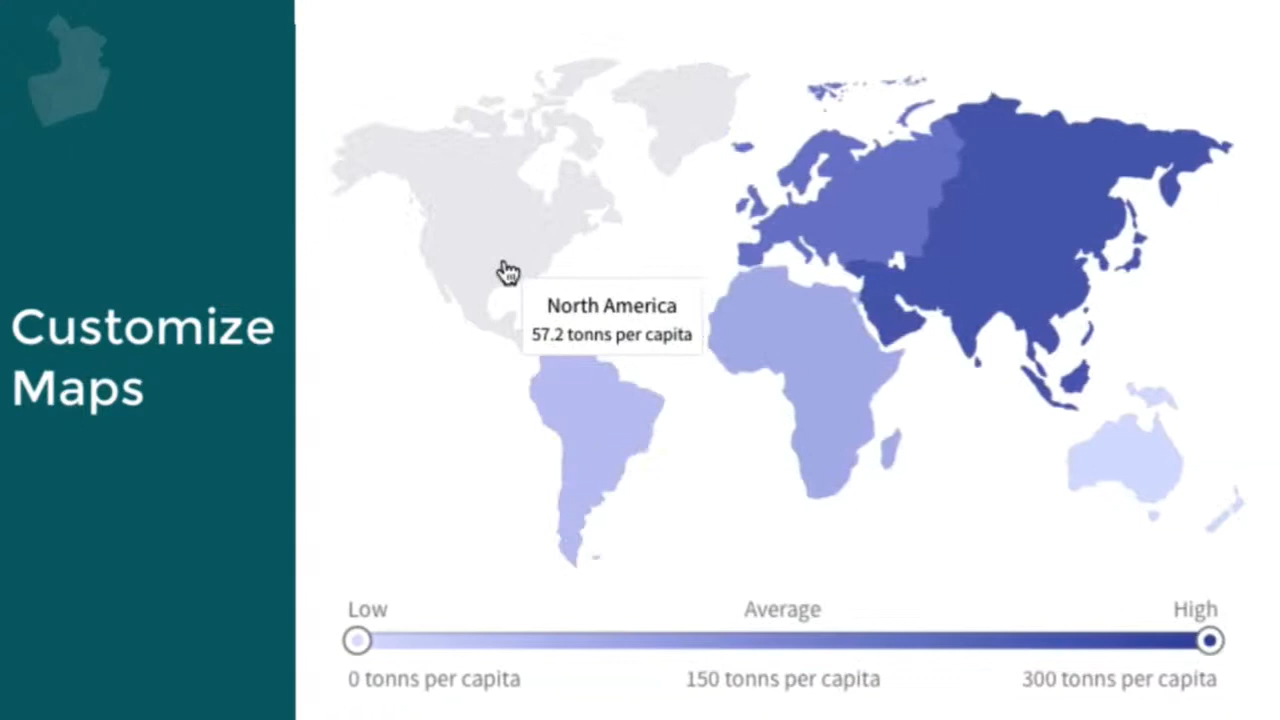 Customize
Maps
North America
57.2 tonns per capita
Low
Average
High
0 tonns per capita
150 tonns per capita
300 tonns per capita